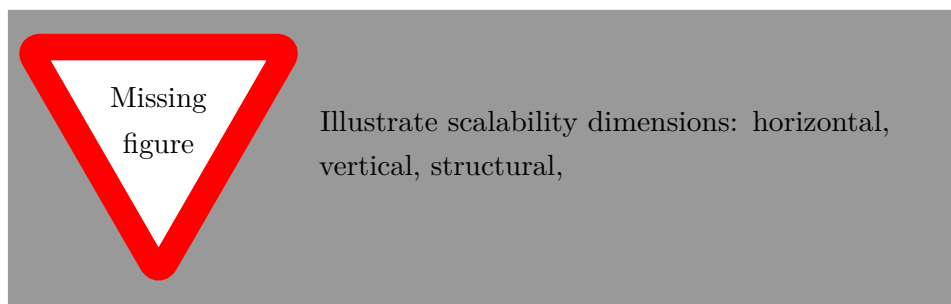 Missing
figure
Illustrate scalability dimensions: horizontal,
vertical, structural,